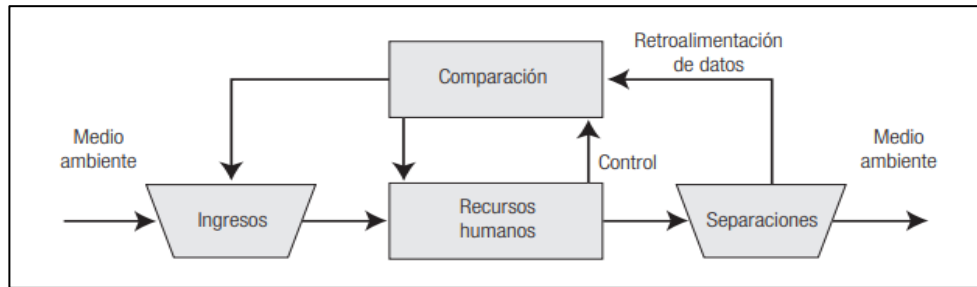 Retroalimentación
de datos
Comparación
Medio
ambiente
Control
Medio
ambiente
Ingresos
Recursos
humanos
Separaciones